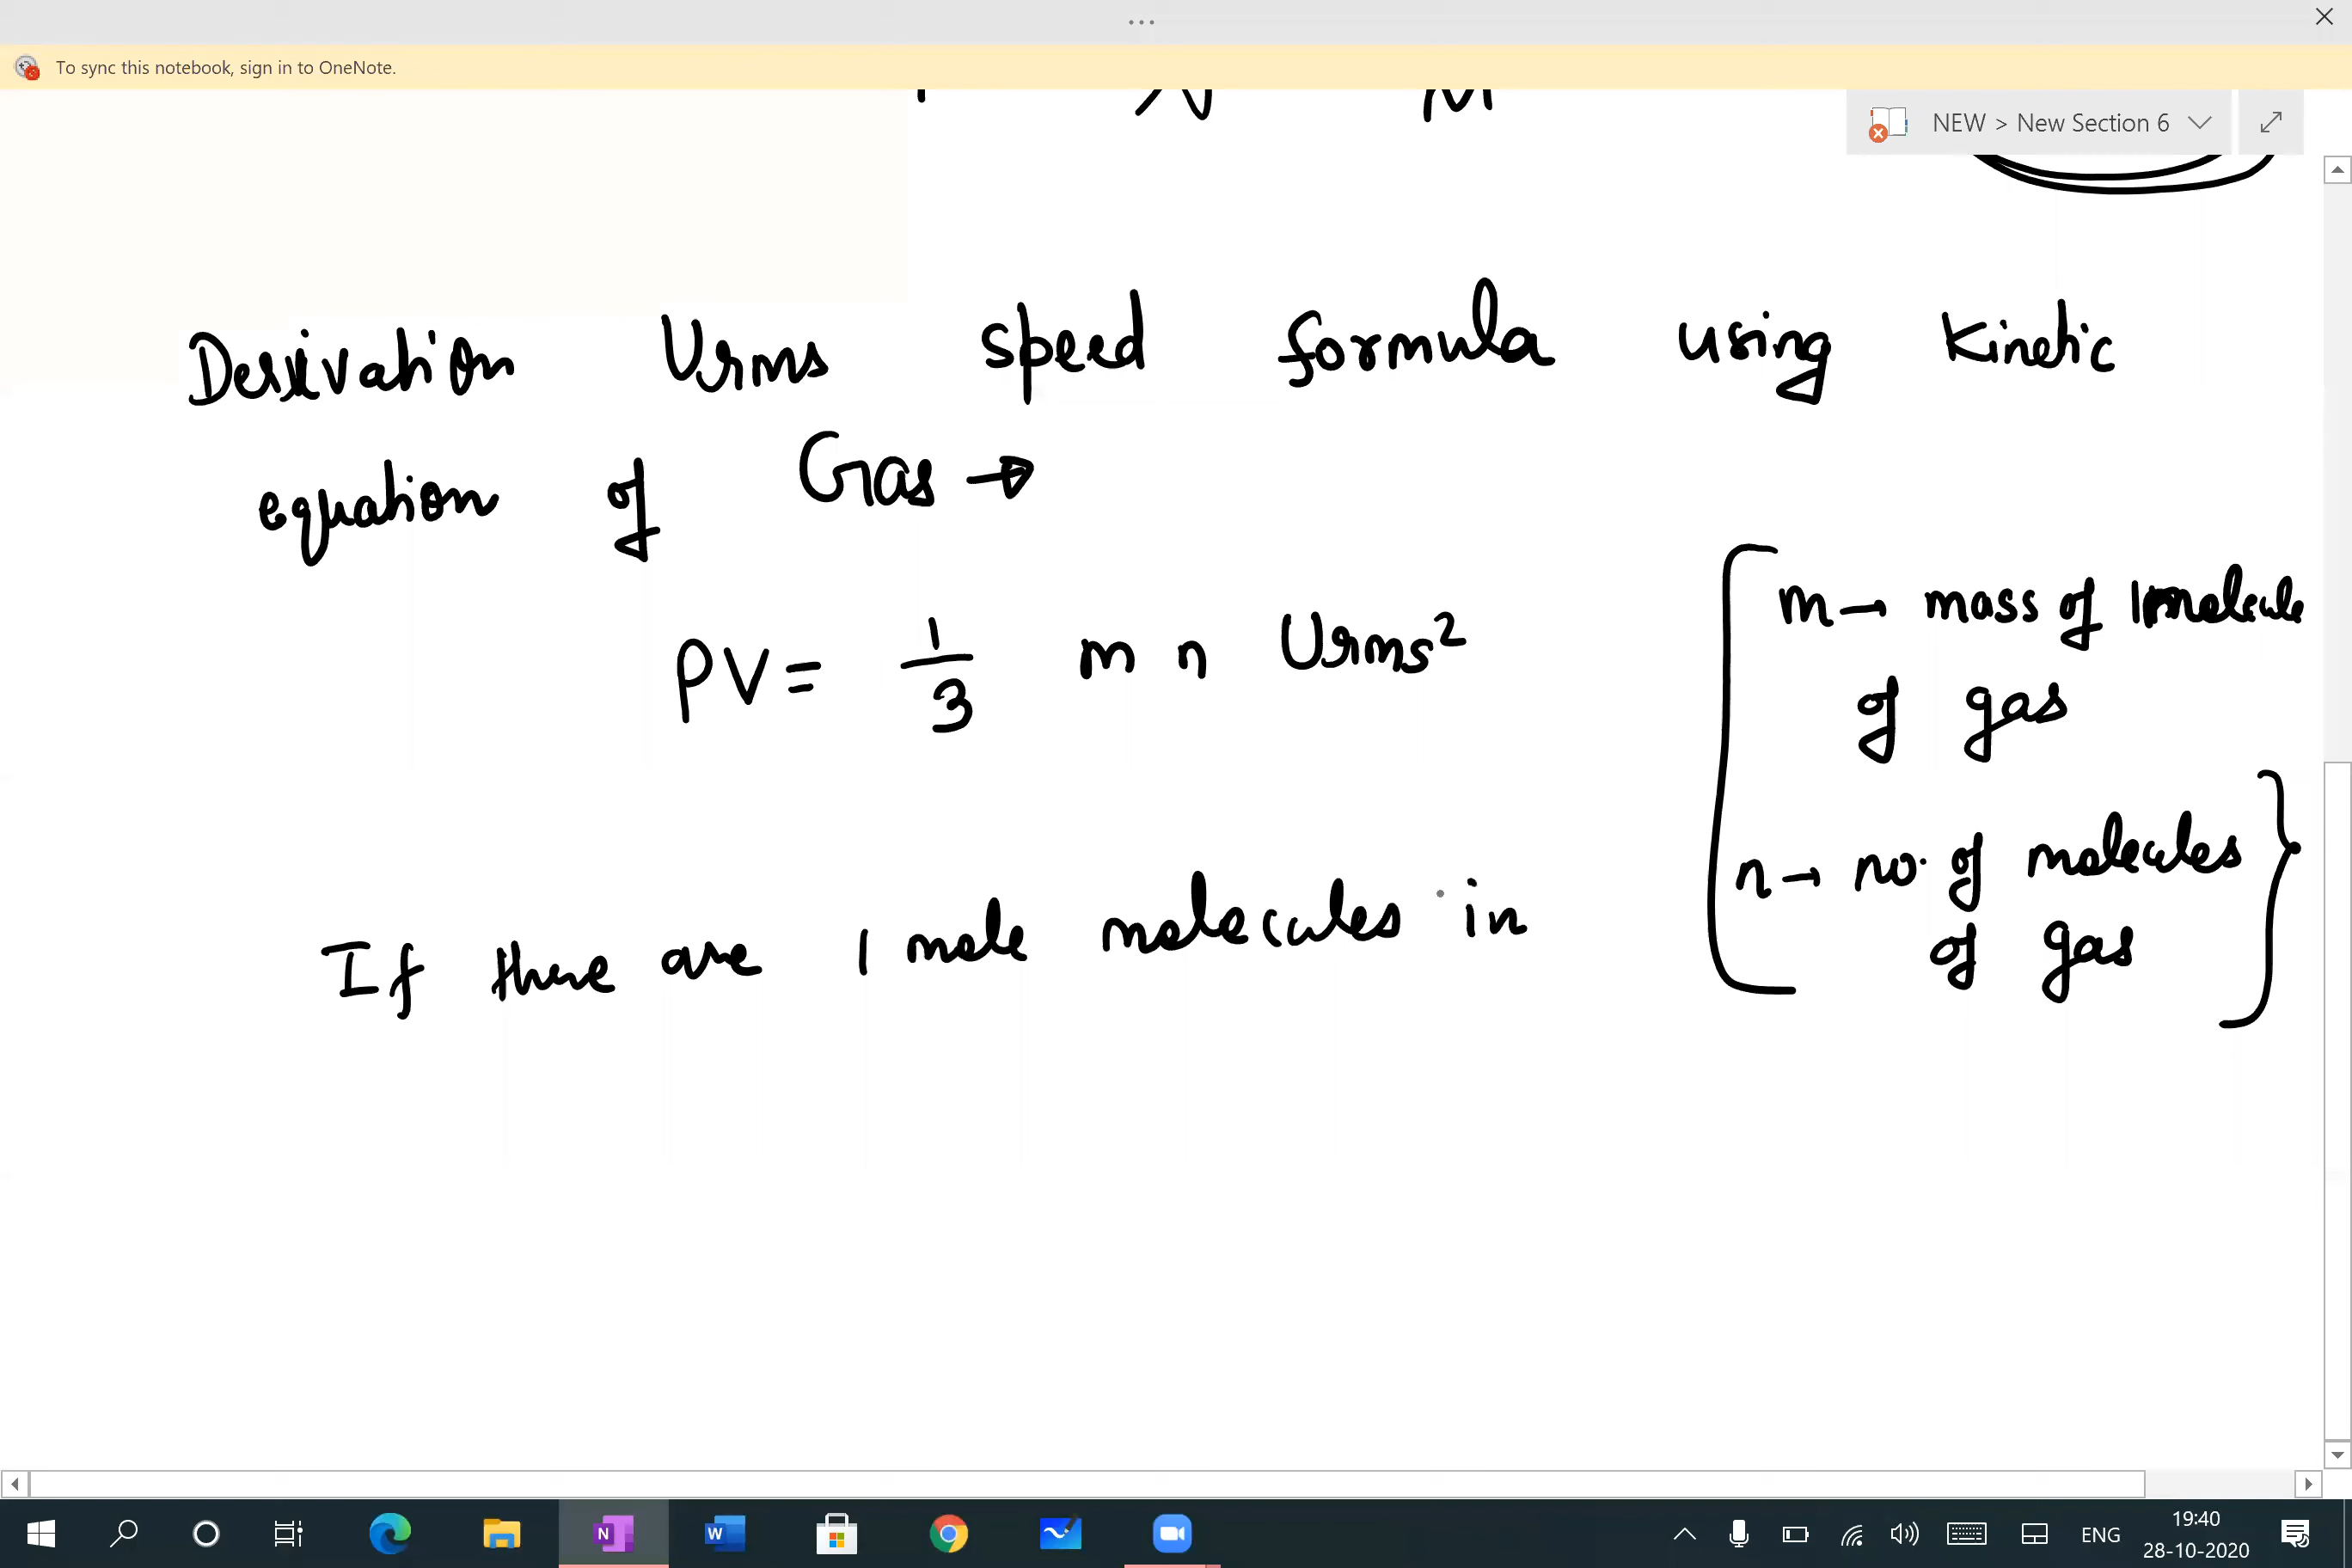 To sync this notebook, sign in to OneNote.
NEW > New Section 6
Derivation Urms speed formula using Kinetic
equation of Gas →
PV = 1/3 m n Urms²
m → mass of 1 molecule
of gas
n → no. of molecules
of gas
If there are 1 mole molecules in
N
W
ENG
19:40
28-10-2020